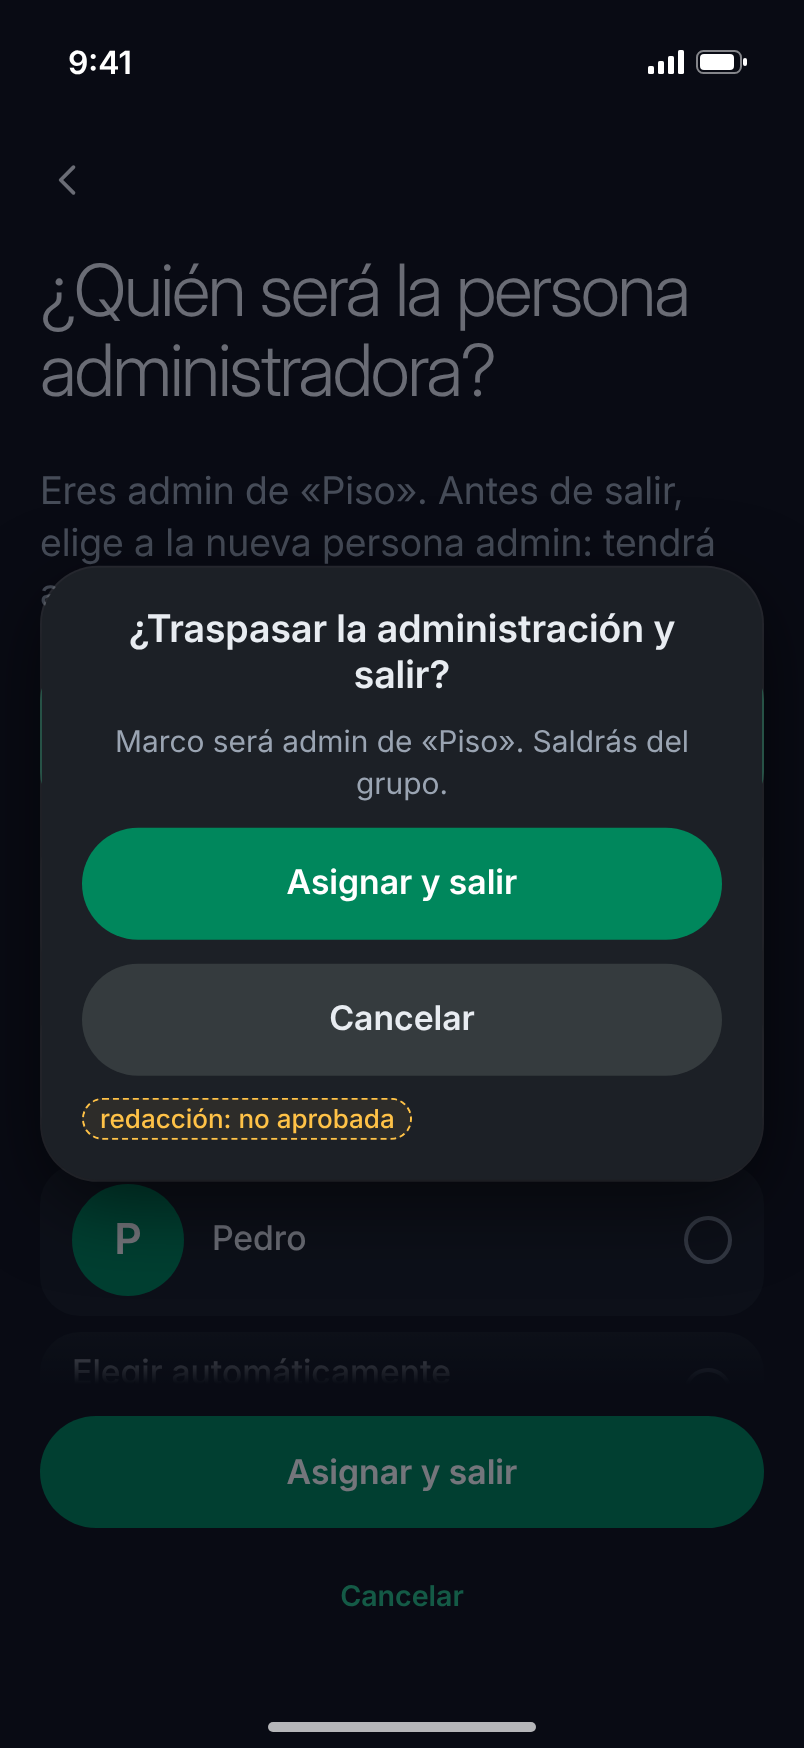 9:41
¿Quién será la persona
administradora?
Eres admin de «Piso». Antes de salir,
elige a la nueva persona admin: tendrá
¿Traspasar la administración y
salir?
Marco será admin de «Piso». Saldrás del
grupo.
Asignar y salir
Cancelar
redacción: no aprobada
P
Pedro
Elegir automáticamente
Asignar y salir
Cancelar